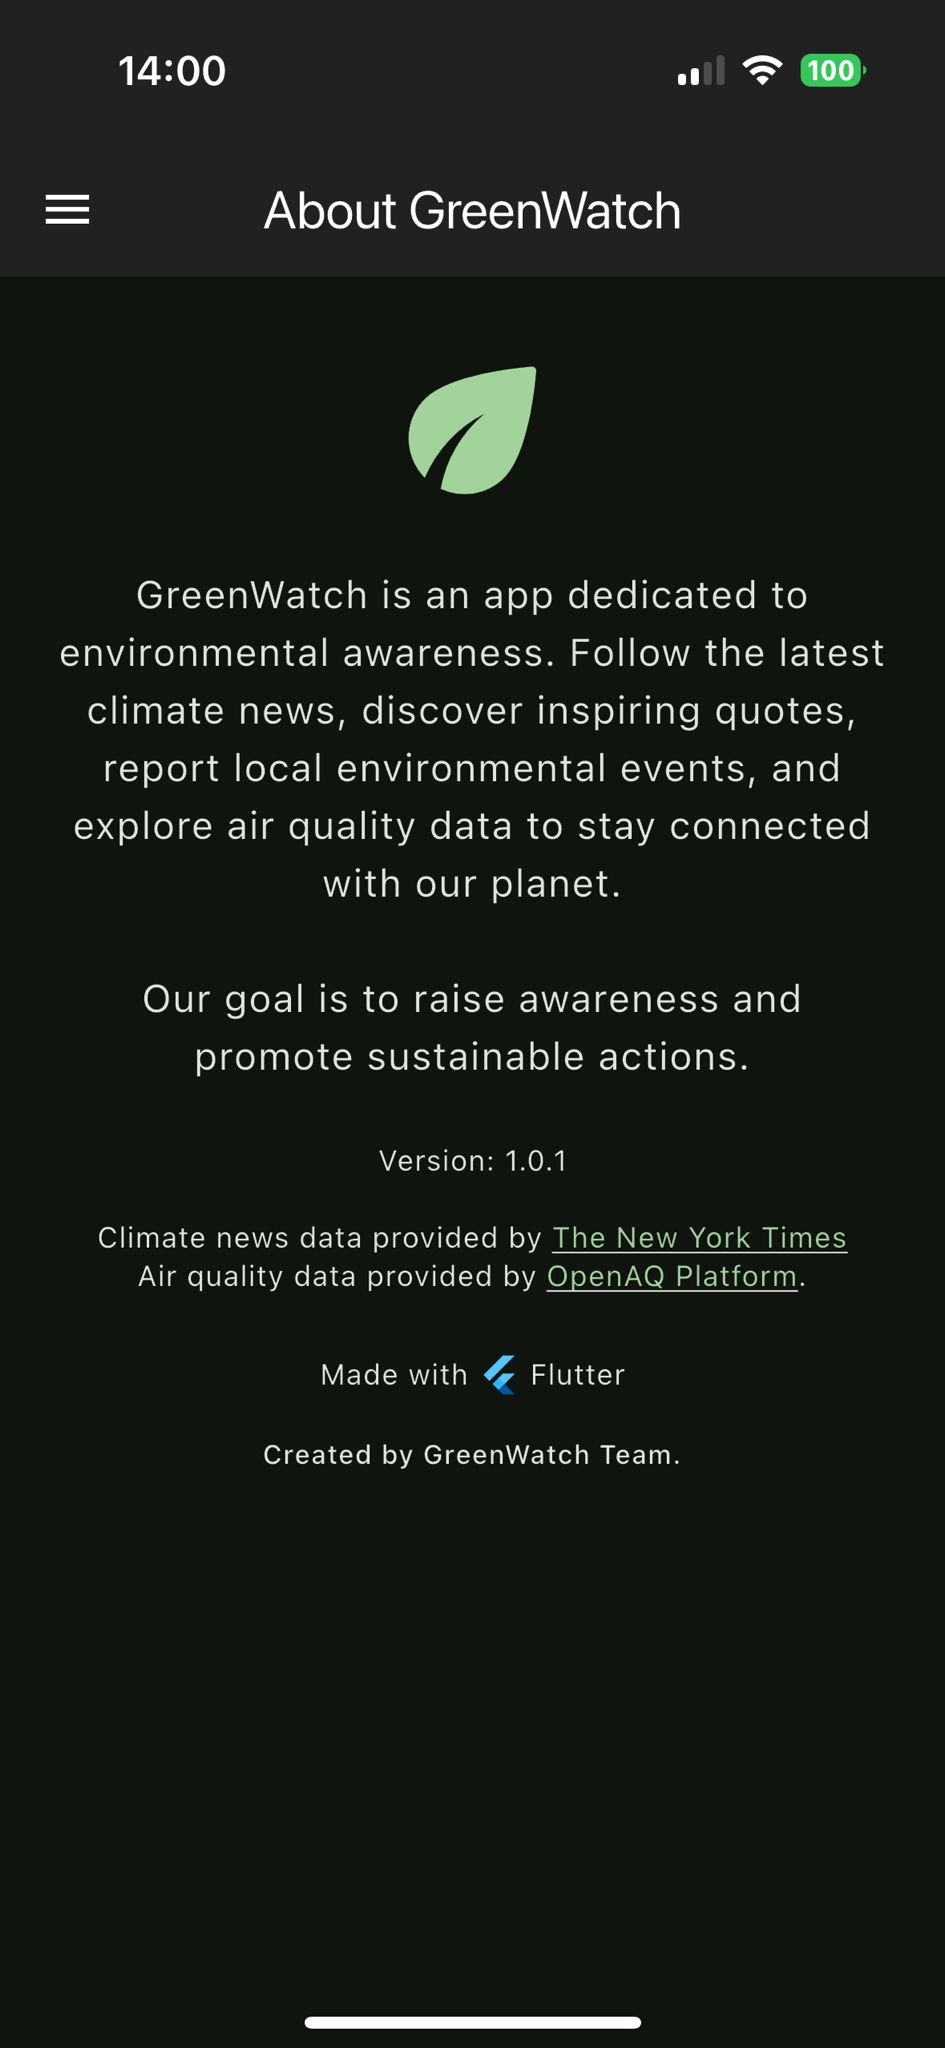 14:00
100
About GreenWatch
GreenWatch is an app dedicated to
environmental awareness. Follow the latest
climate news, discover inspiring quotes,
report local environmental events, and
explore air quality data to stay connected
with our planet.
Our goal is to raise awareness and
promote sustainable actions.
Version: 1.0.1
Climate news data provided by The New York Times
Air quality data provided by OpenAQ Platform.
Made with Flutter
Created by GreenWatch Team.